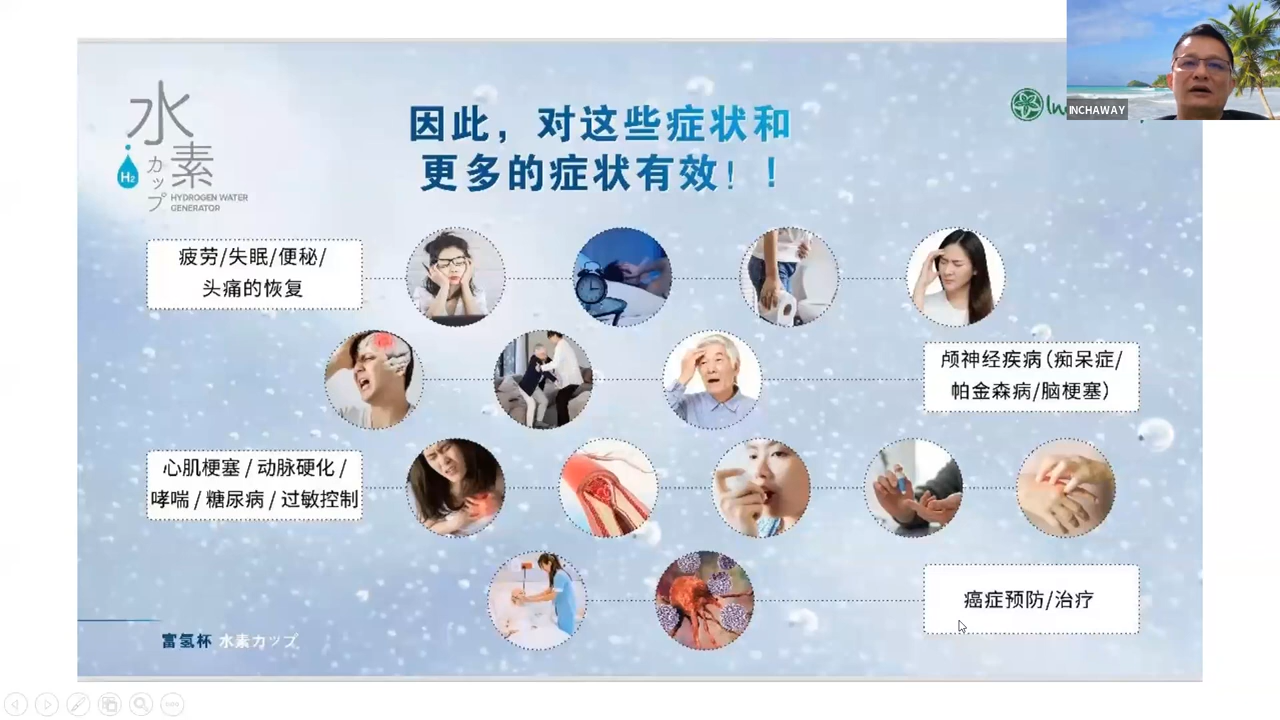 INCHAWAY
水素
カップ
H2
HYDROGEN WATER
GENERATOR
因此，对这些症状和
更多的症状有效！！
疲劳/失眠/便秘/
头痛的恢复
颅神经疾病（痴呆症/
帕金森病/脑梗塞）
心肌梗塞 / 动脉硬化 /
哮喘 / 糖尿病 / 过敏控制
癌症预防/治疗
富氢杯 水素カップ